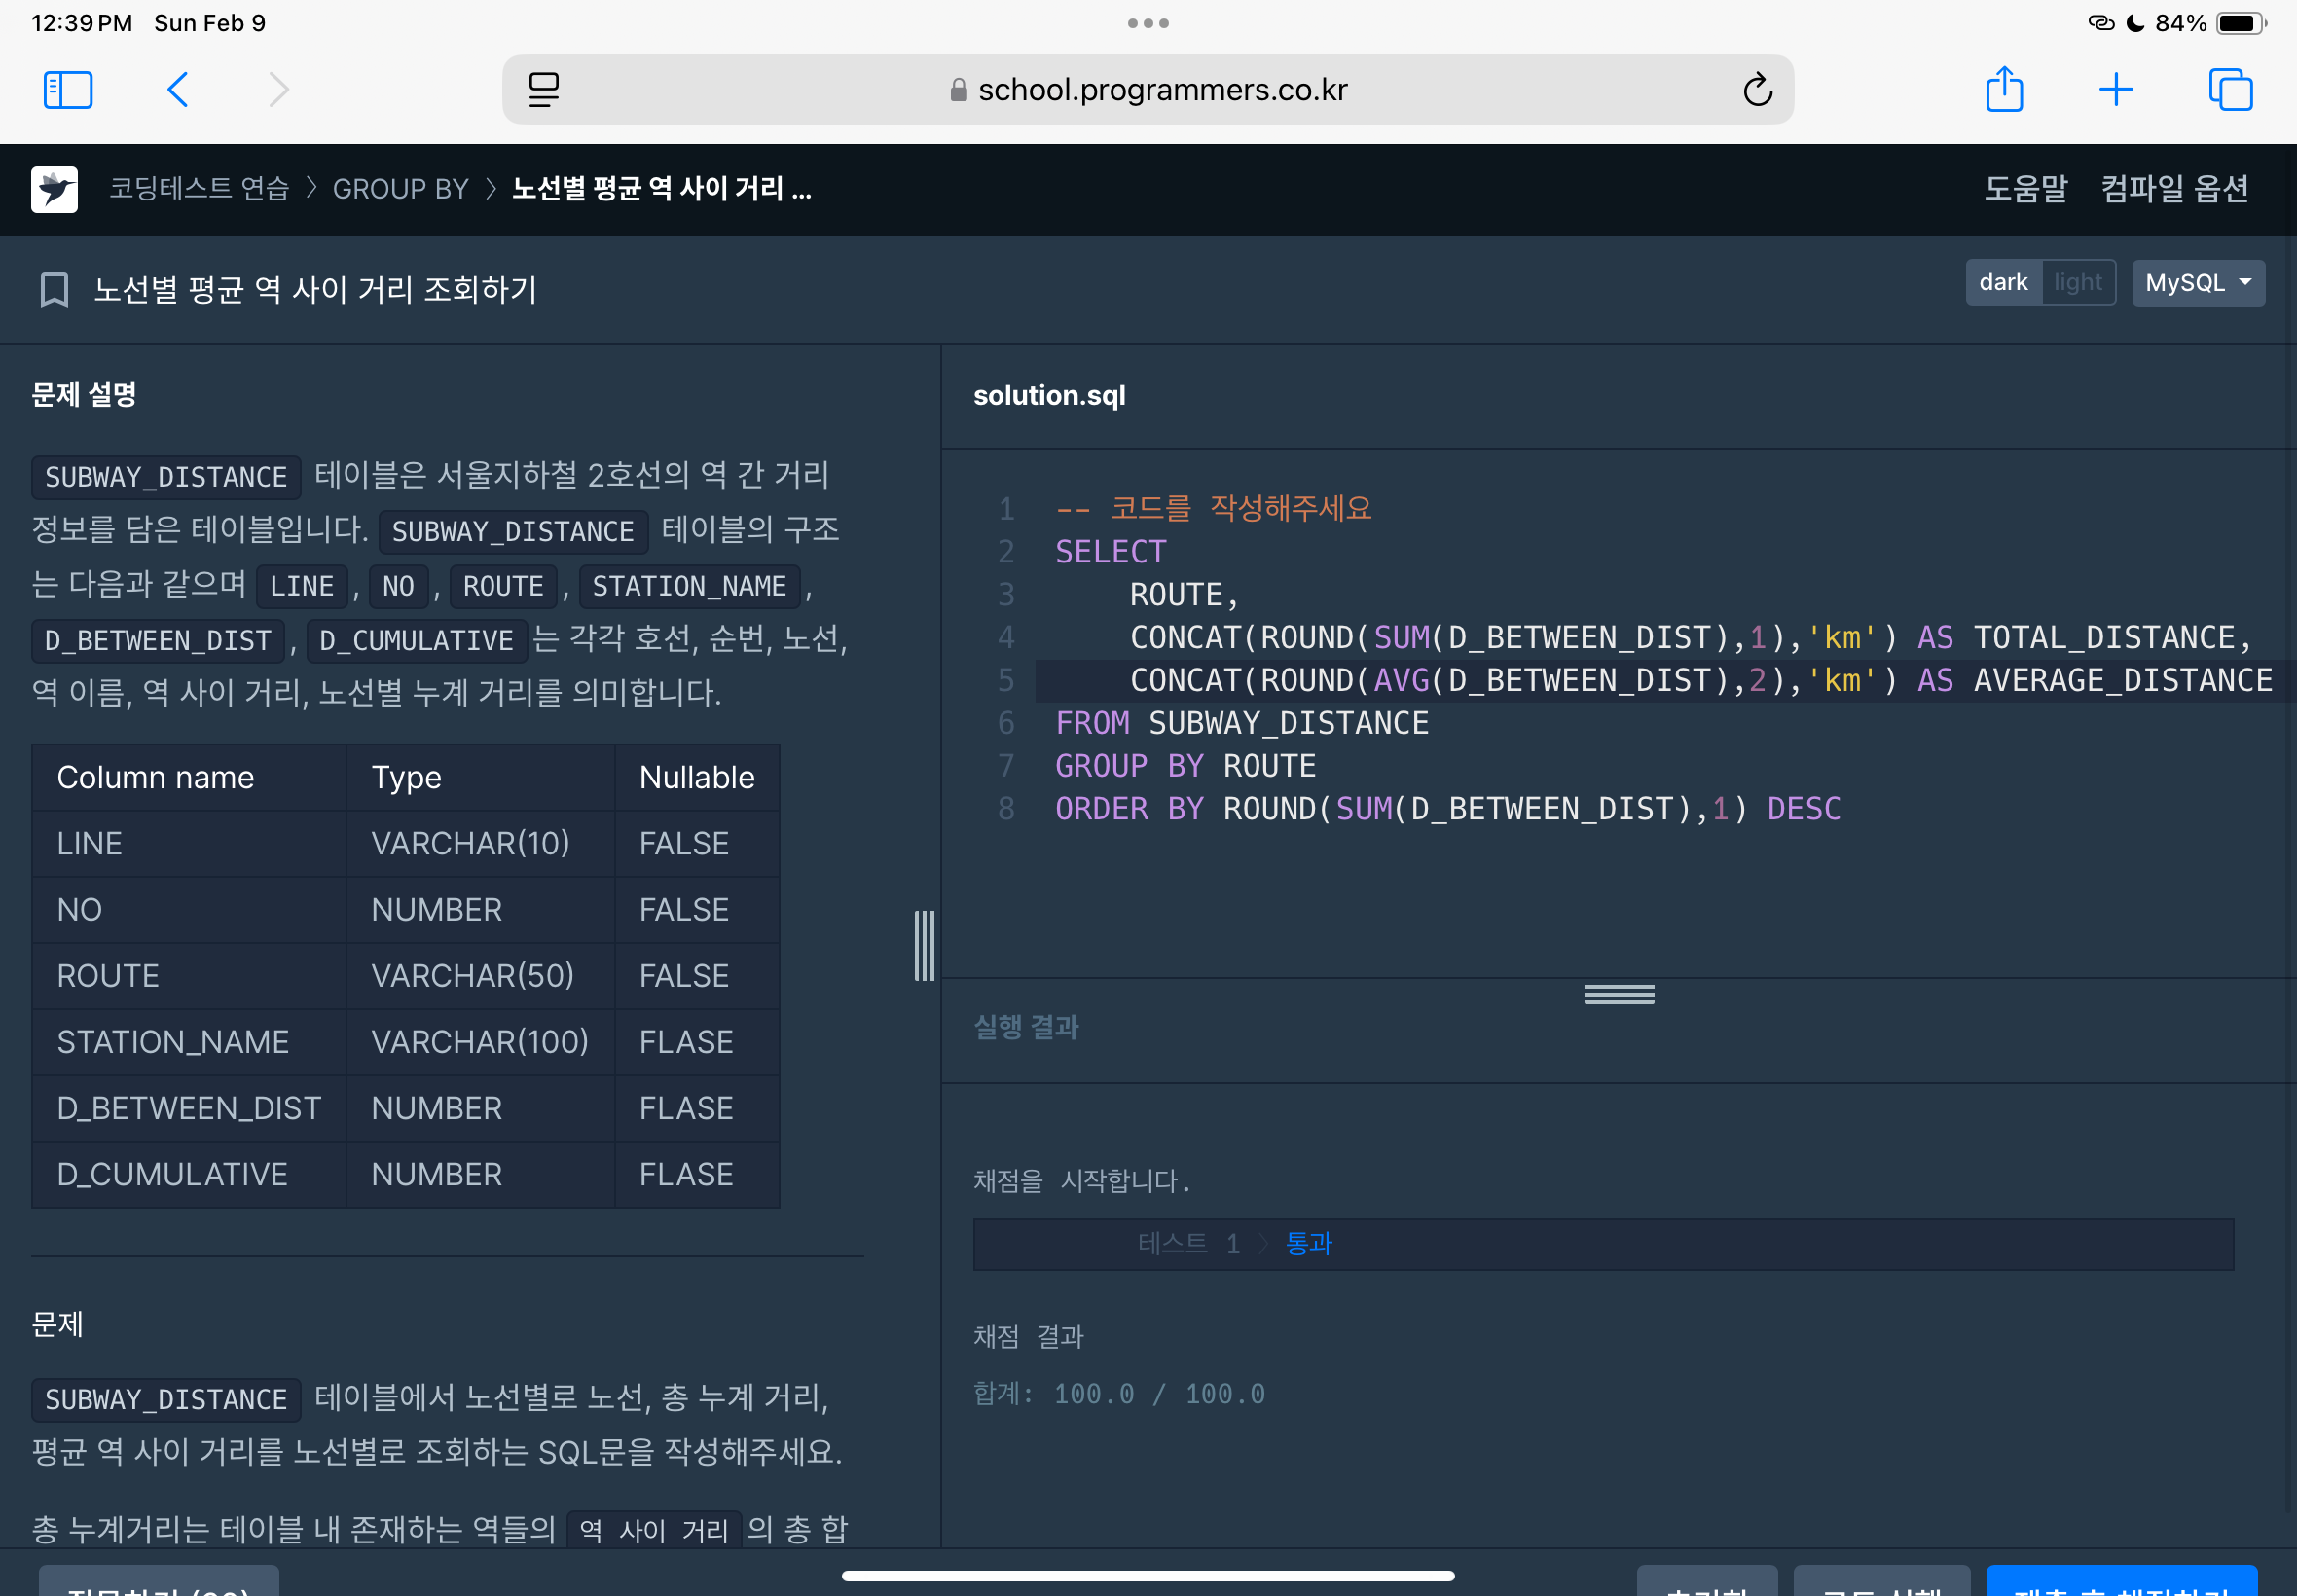 12:39 PM Sun Feb 9
84%
school.programmers.co.kr
코딩테스트 연습 > GROUP BY > 노선별 평균 역 사이 거리 ...
도움말 컴파일 옵션
노선별 평균 역 사이 거리 조회하기
dark light MySQL
문제 설명
SUBWAY_DISTANCE 테이블은 서울지하철 2호선의 역 간 거리
정보를 담은 테이블입니다. SUBWAY_DISTANCE 테이블의 구조
는 다음과 같으며 LINE, NO, ROUTE, STATION_NAME,
D_BETWEEN_DIST, D_CUMULATIVE는 각각 호선, 순번, 노선,
역 이름, 역 사이 거리, 노선별 누계 거리를 의미합니다.
Column name Type Nullable
LINE VARCHAR(10) FALSE
NO NUMBER FALSE
ROUTE VARCHAR(50) FALSE
STATION_NAME VARCHAR(100) FLASE
D_BETWEEN_DIST NUMBER FLASE
D_CUMULATIVE NUMBER FLASE
문제
SUBWAY_DISTANCE 테이블에서 노선별로 노선, 총 누계 거리,
평균 역 사이 거리를 노선별로 조회하는 SQL문을 작성해주세요.
총 누계거리는 테이블 내 존재하는 역들의 역 사이 거리의 총 합
solution.sql
1 -- 코드를 작성해주세요
2 SELECT
3 ROUTE,
4 CONCAT(ROUND(SUM(D_BETWEEN_DIST),1),'km') AS TOTAL_DISTANCE,
5 CONCAT(ROUND(AVG(D_BETWEEN_DIST),2),'km') AS AVERAGE_DISTANCE
6 FROM SUBWAY_DISTANCE
7 GROUP BY ROUTE
8 ORDER BY ROUND(SUM(D_BETWEEN_DIST),1) DESC
실행 결과
채점을 시작합니다.
테스트 1 > 통과
채점 결과
합계: 100.0 / 100.0